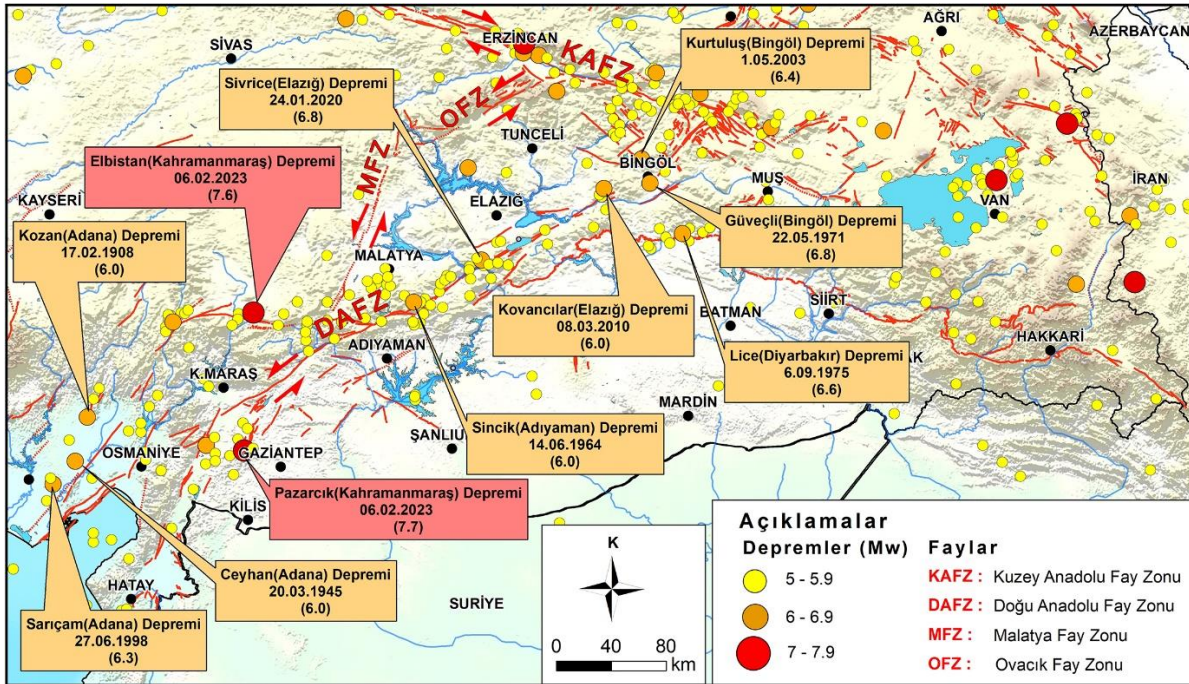 SİVAS
ERZİNCAN
KAFZ
AĞRI
AZERBAYCAN
Kurtuluş(Bingöl) Depremi
1.05.2003
(6.4)
Sivrice(Elazığ) Depremi
24.01.2020
(6.8)
OFZ
TUNCELİ
Elbistan(Kahramanmaraş) Depremi
06.02.2023
(7.6)
MFZ
BİNGÖL
MUŞ
İRAN
KAYSERİ
ELAZIĞ
VAN
Kozan(Adana) Depremi
17.02.1908
(6.0)
Güveçli(Bingöl) Depremi
22.05.1971
(6.8)
MALATYA
DAFZ
Kovancılar(Elazığ) Depremi
08.03.2010
(6.0)
BATMAN
SİİRT
HAKKARİ
ADIYAMAN
Lice(Diyarbakır) Depremi
6.09.1975
(6.6)
AK
K.MARAŞ
MARDİN
Sincik(Adıyaman) Depremi
14.06.1964
(6.0)
ŞANLIU
OSMANİYE
GAZİANTEP
Pazarcık(Kahramanmaraş) Depremi
06.02.2023
(7.7)
KİLİS
Ceyhan(Adana) Depremi
20.03.1945
(6.0)
HATAY
SURİYE
Sarıçam(Adana) Depremi
27.06.1998
(6.3)
K
0 40 80
km
Açıklamalar
Depremler (Mw)
5 - 5.9
6 - 6.9
7 - 7.9
Faylar
KAFZ : Kuzey Anadolu Fay Zonu
DAFZ : Doğu Anadolu Fay Zonu
MFZ : Malatya Fay Zonu
OFZ : Ovacık Fay Zonu